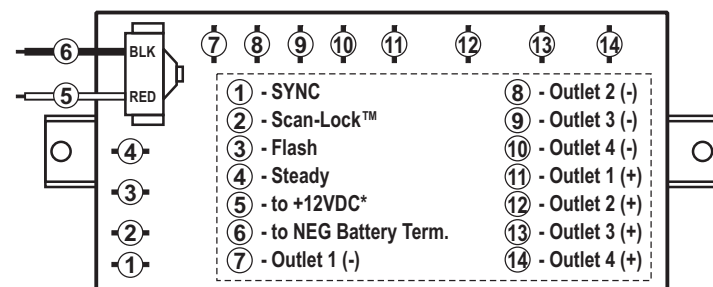 7 8 9 10 11 12 13 14
6 BLK
5 RED
4
3
2
1
1 - SYNC
2 - Scan-Lock™
3 - Flash
4 - Steady
5 - to +12VDC*
6 - to NEG Battery Term.
7 - Outlet 1 (-)
8 - Outlet 2 (-)
9 - Outlet 3 (-)
10 - Outlet 4 (-)
11 - Outlet 1 (+)
12 - Outlet 2 (+)
13 - Outlet 3 (+)
14 - Outlet 4 (+)